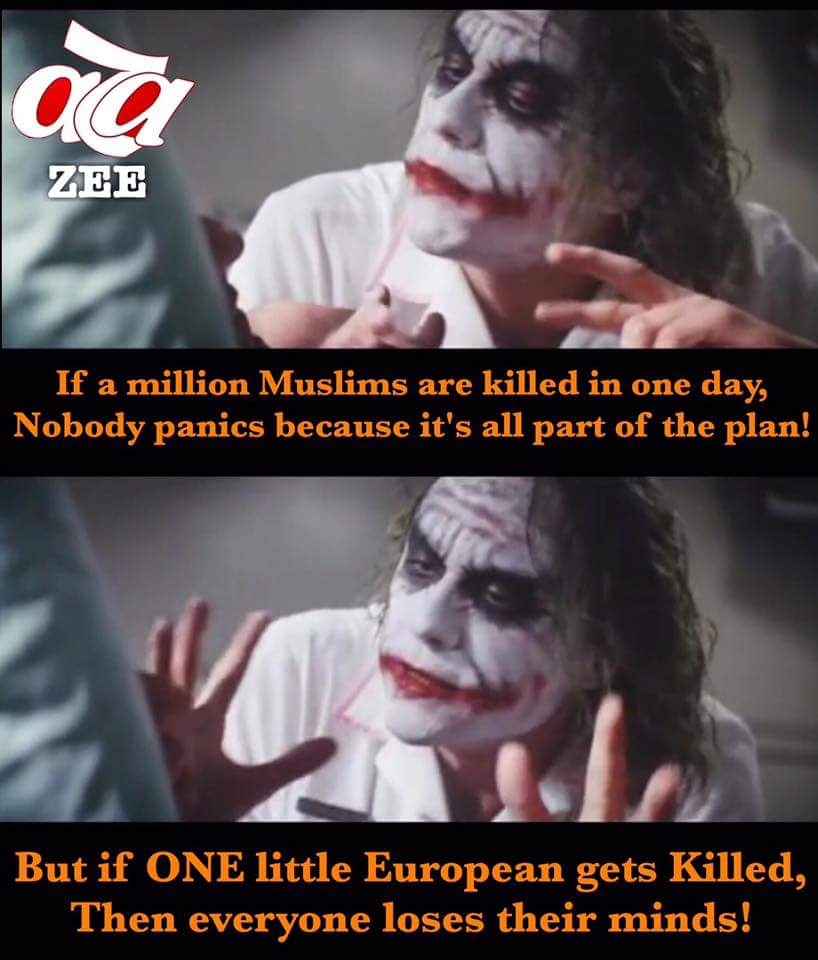 ZEE
If a million Muslims are killed in one day,
Nobody panics because it's all part of the plan!
But if ONE little European gets Killed,
Then everyone loses their minds!